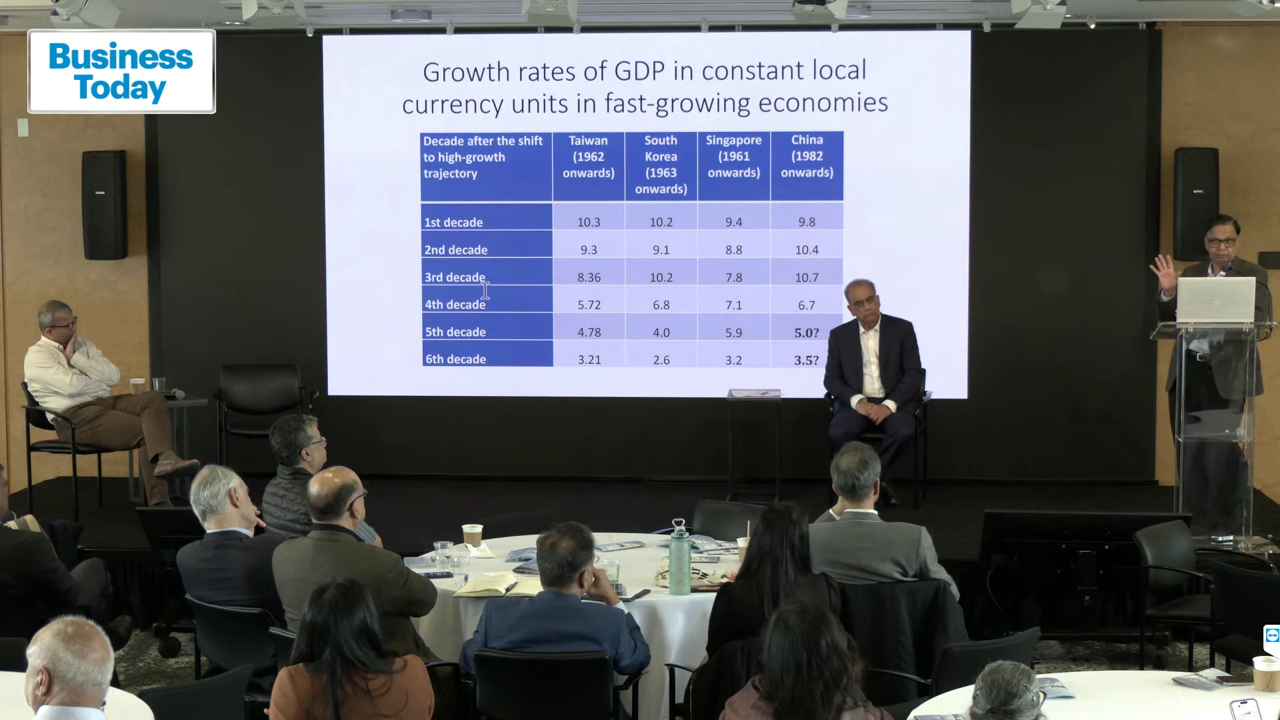 Business
Today
Growth rates of GDP in constant local
currency units in fast-growing economies
Decade after the shift
to high-growth
trajectory
Taiwan
(1962
onwards)
South
Korea
(1963
onwards)
Singapore
(1961
onwards)
China
(1982
onwards)
1st decade 10.3 10.2 9.4 9.8
2nd decade 9.3 9.1 8.8 10.4
3rd decade 8.36 10.2 7.8 10.7
4th decade 5.72 6.8 7.1 6.7
5th decade 4.78 4.0 5.9 5.0?
6th decade 3.21 2.6 3.2 3.5?